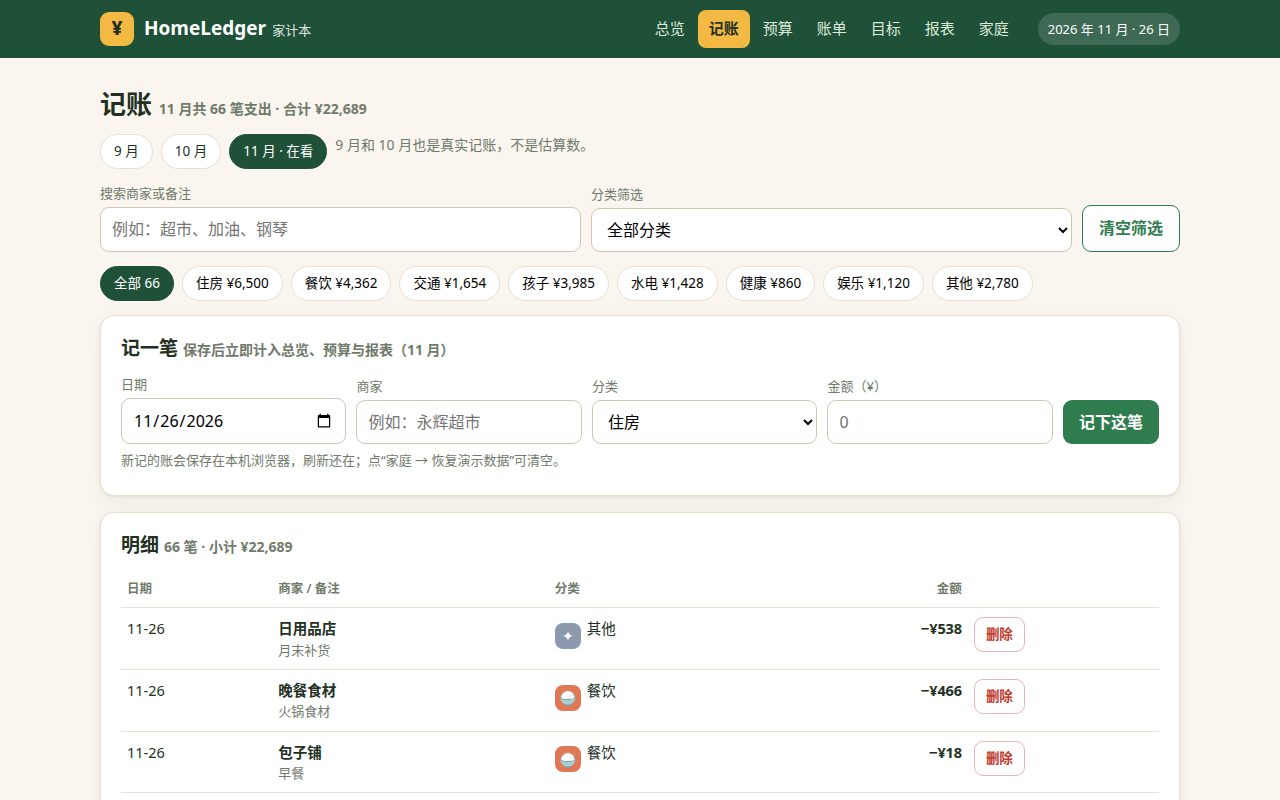 ¥ HomeLedger 家计本 总览 记账 预算 账单 目标 报表 家庭 2026 年 11 月 · 26 日
记账 11 月共 66 笔支出 · 合计 ¥22,689
9 月 10 月 11 月 · 在看 9 月和 10 月也是真实记账，不是估算数。
搜索商家或备注 分类筛选
例如：超市、加油、钢琴 全部分类 清空筛选
全部 66 住房 ¥6,500 餐饮 ¥4,362 交通 ¥1,654 孩子 ¥3,985 水电 ¥1,428 健康 ¥860 娱乐 ¥1,120 其他 ¥2,780
记一笔 保存后立即计入总览、预算与报表（11 月）
日期 商家 分类 金额（¥）
11/26/2026 例如：永辉超市 住房 0 记下这笔
新记的账会保存在本机浏览器，刷新还在；点“家庭 → 恢复演示数据”可清空。
明细 66 笔 · 小计 ¥22,689
日期 商家 / 备注 分类 金额
11-26 日用品店 其他 −¥538 删除
月末补货
11-26 晚餐食材 餐饮 −¥466 删除
火锅食材
11-26 包子铺 餐饮 −¥18 删除
早餐